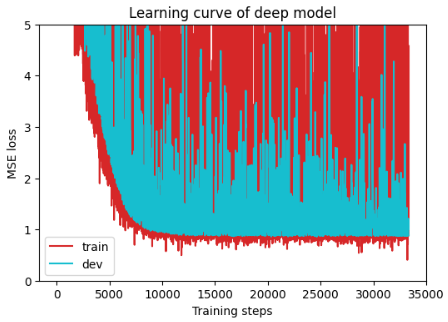 Learning curve of deep model
MSE loss
5
4
3
2
1
0
train
dev
0 5000 10000 15000 20000 25000 30000 35000
Training steps